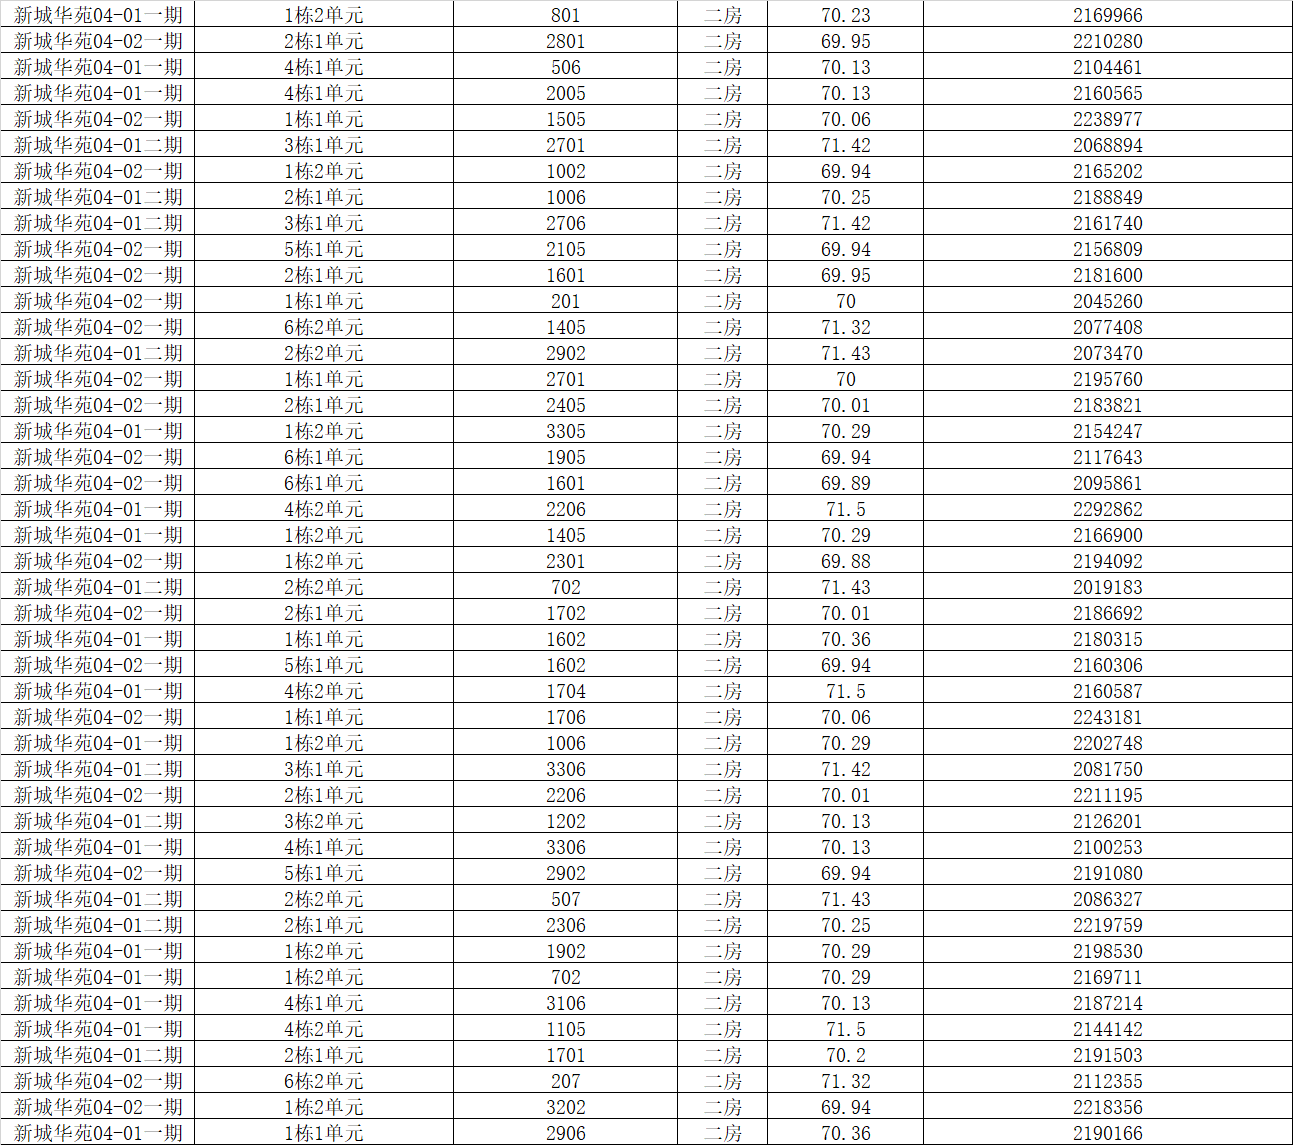 新城华苑04-01一期 1栋2单元 801 二房 70.23 2169966
新城华苑04-02一期 2栋1单元 2801 二房 69.95 2210280
新城华苑04-01一期 4栋1单元 506 二房 70.13 2104461
新城华苑04-01一期 4栋1单元 2005 二房 70.13 2160565
新城华苑04-02一期 1栋1单元 1505 二房 70.06 2238977
新城华苑04-01二期 3栋1单元 2701 二房 71.42 2068894
新城华苑04-02一期 1栋2单元 1002 二房 69.94 2165202
新城华苑04-01二期 2栋1单元 1006 二房 70.25 2188849
新城华苑04-01二期 3栋1单元 2706 二房 71.42 2161740
新城华苑04-02一期 5栋1单元 2105 二房 69.94 2156809
新城华苑04-02一期 2栋1单元 1601 二房 69.95 2181600
新城华苑04-02一期 1栋1单元 201 二房 70 2045260
新城华苑04-02一期 6栋2单元 1405 二房 71.32 2077408
新城华苑04-01二期 2栋2单元 2902 二房 71.43 2073470
新城华苑04-02一期 1栋1单元 2701 二房 70 2195760
新城华苑04-02一期 2栋1单元 2405 二房 70.01 2183821
新城华苑04-01一期 1栋2单元 3305 二房 70.29 2154247
新城华苑04-02一期 6栋1单元 1905 二房 69.94 2117643
新城华苑04-02一期 6栋1单元 1601 二房 69.89 2095861
新城华苑04-01一期 4栋2单元 2206 二房 71.5 2292862
新城华苑04-01一期 1栋2单元 1405 二房 70.29 2166900
新城华苑04-02一期 1栋2单元 2301 二房 69.88 2194092
新城华苑04-01二期 2栋2单元 702 二房 71.43 2019183
新城华苑04-02一期 2栋1单元 1702 二房 70.01 2186692
新城华苑04-01一期 1栋1单元 1602 二房 70.36 2180315
新城华苑04-02一期 5栋1单元 1602 二房 69.94 2160306
新城华苑04-01一期 4栋2单元 1704 二房 71.5 2160587
新城华苑04-02一期 1栋1单元 1706 二房 70.06 2243181
新城华苑04-01一期 1栋2单元 1006 二房 70.29 2202748
新城华苑04-01二期 3栋1单元 3306 二房 71.42 2081750
新城华苑04-02一期 2栋1单元 2206 二房 70.01 2211195
新城华苑04-01二期 3栋2单元 1202 二房 70.13 2126201
新城华苑04-01一期 4栋1单元 3306 二房 70.13 2100253
新城华苑04-02一期 5栋1单元 2902 二房 69.94 2191080
新城华苑04-01二期 2栋2单元 507 二房 71.43 2086327
新城华苑04-01二期 2栋1单元 2306 二房 70.25 2219759
新城华苑04-01一期 1栋2单元 1902 二房 70.29 2198530
新城华苑04-01一期 1栋2单元 702 二房 70.29 2169711
新城华苑04-01一期 4栋1单元 3106 二房 70.13 2187214
新城华苑04-01一期 4栋2单元 1105 二房 71.5 2144142
新城华苑04-01二期 2栋1单元 1701 二房 70.2 2191503
新城华苑04-02一期 6栋2单元 207 二房 71.32 2112355
新城华苑04-02一期 1栋2单元 3202 二房 69.94 2218356
新城华苑04-01一期 1栋1单元 2906 二房 70.36 2190166